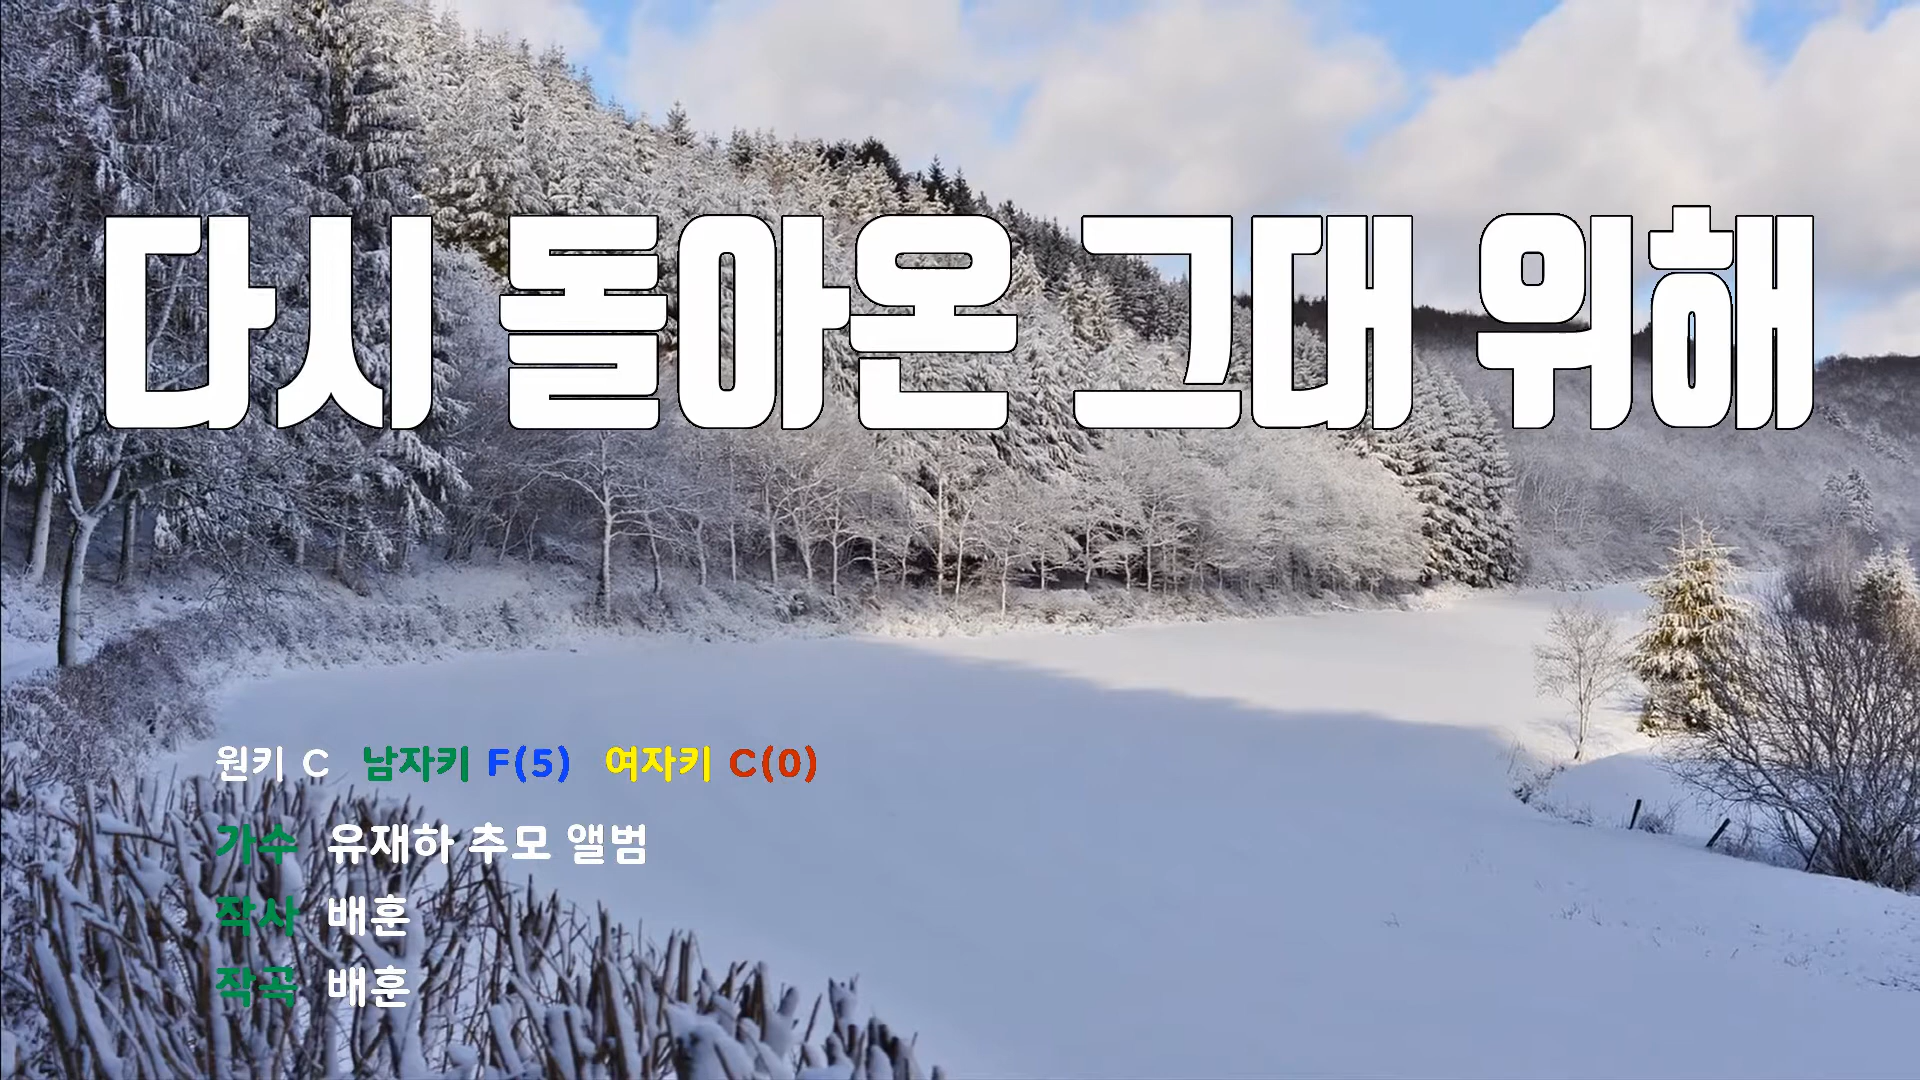 다시 돌아온 그대 위해
원키 C 남자키 F(5) 여자키 C(0)
가수 유재하 추모 앨범
작사 배훈
작곡 배훈